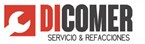 DICOMER
SERVICIO & REFACCIONES